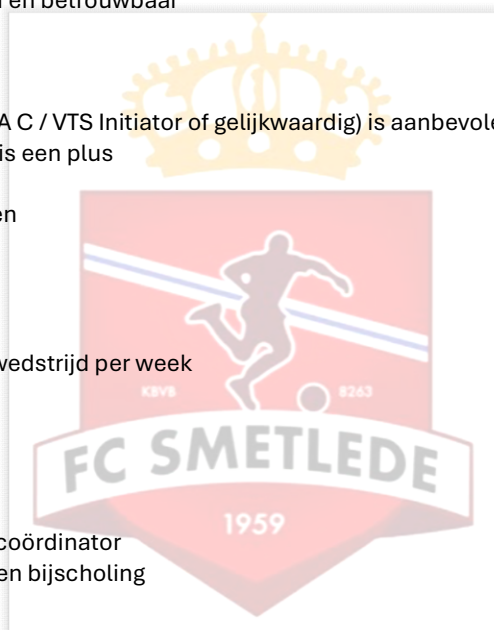 en betrouwbaar
A C / VTS Initiator of gelijkwaardig) is aanbevole
is een plus
en
wedstrijd per week
KBVB 8263
FC SMETLEDE
1959
coördinator
en bijscholing